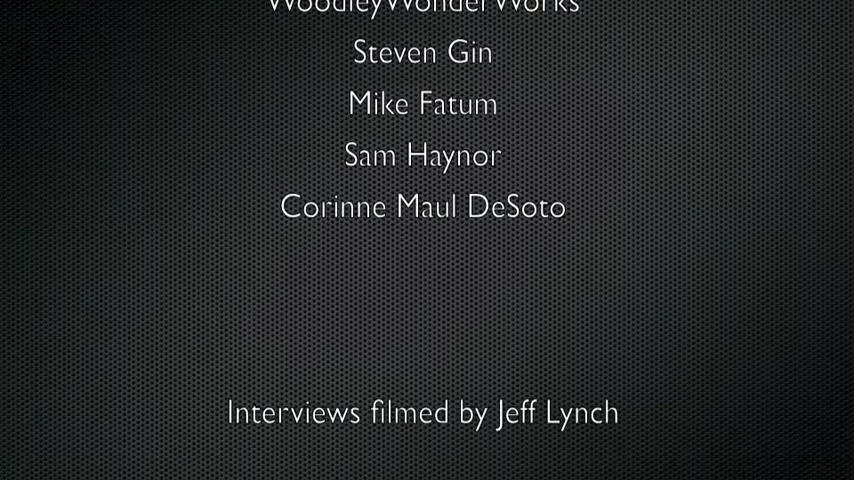 WoodleyWonderWorks
Steven Gin
Mike Fatum
Sam Haynor
Corinne Maul DeSoto
Interviews filmed by Jeff Lynch